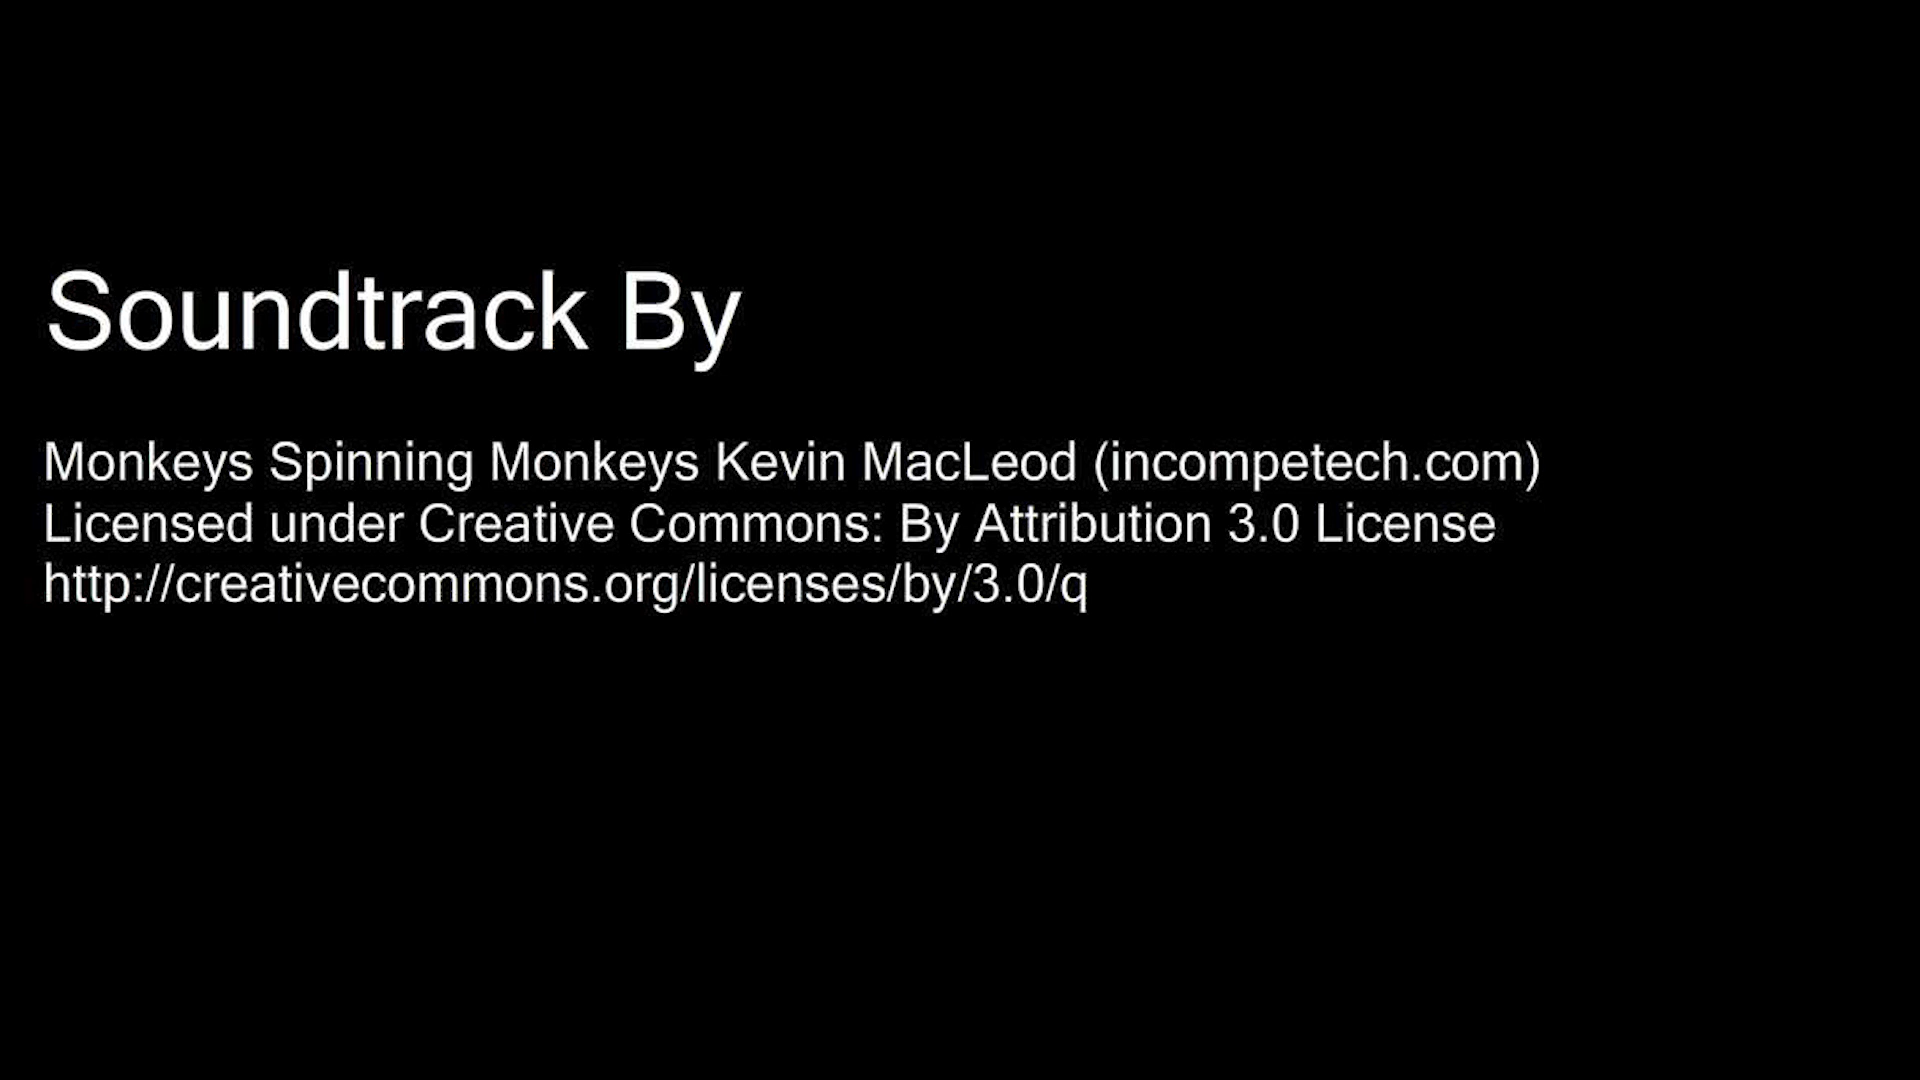 Soundtrack By
Monkeys Spinning Monkeys Kevin MacLeod (incompetech.com)
Licensed under Creative Commons: By Attribution 3.0 License
http://creativecommons.org/licenses/by/3.0/q